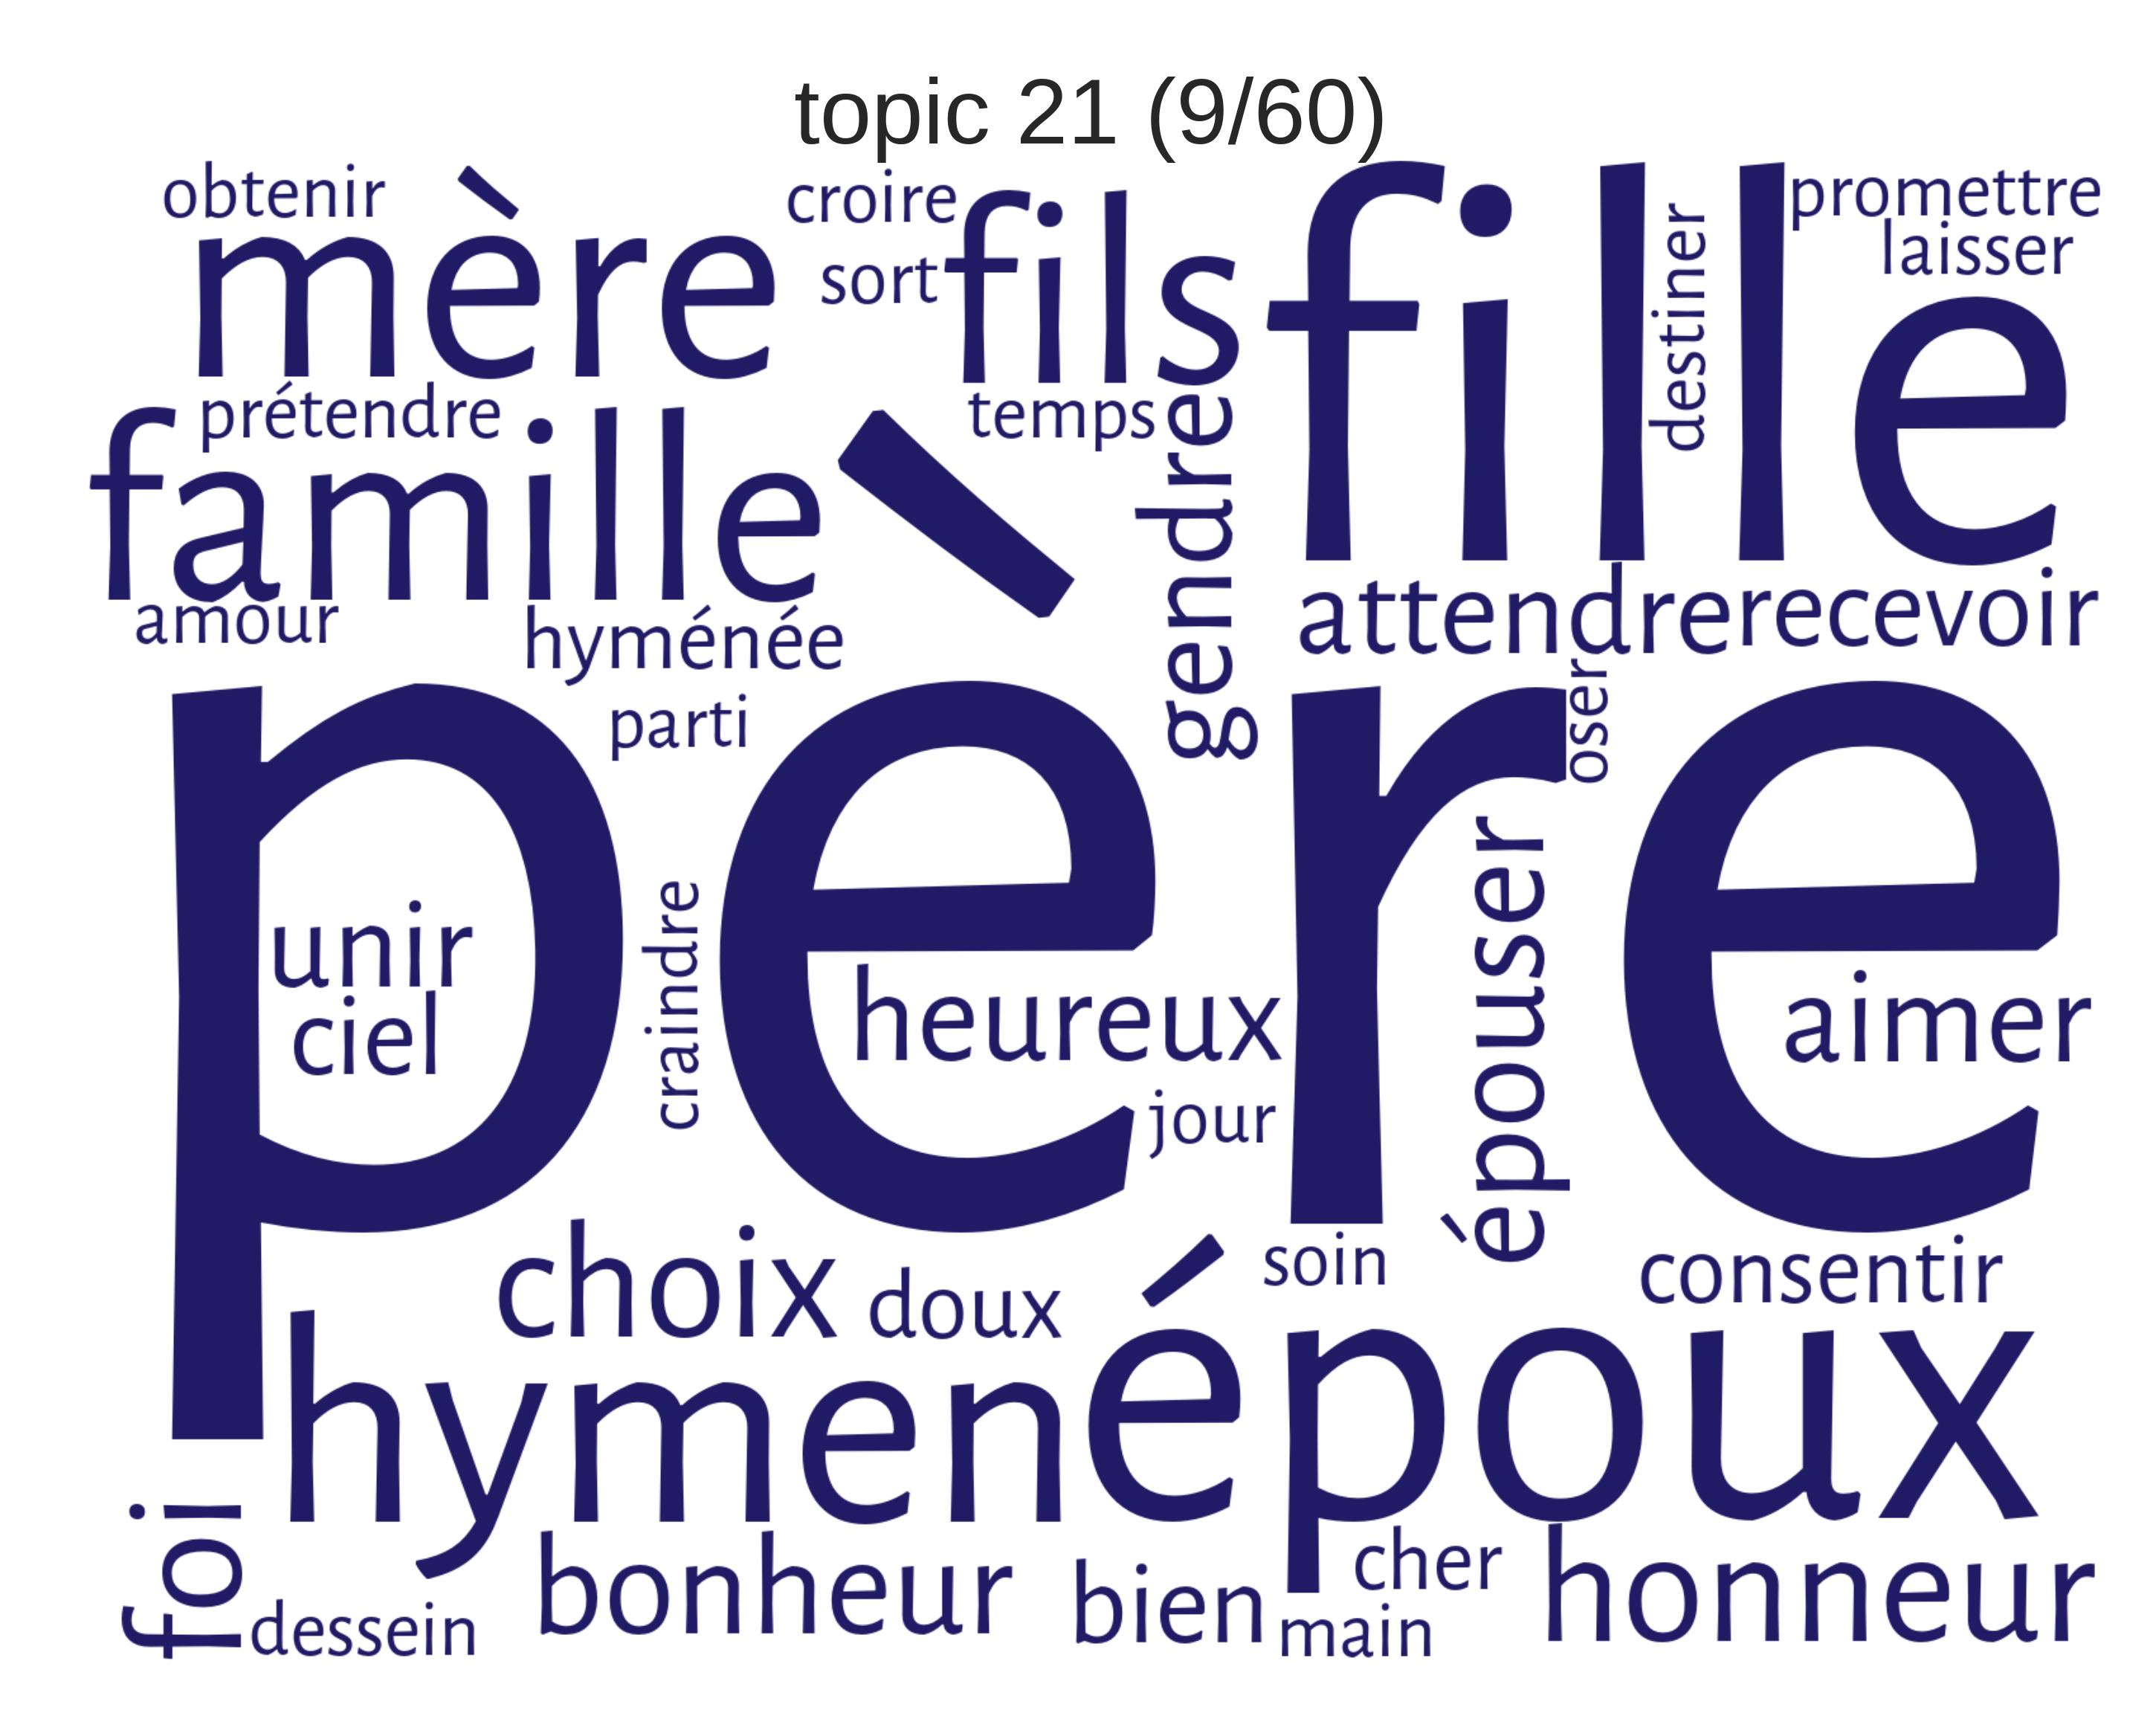 topic 21 (9/60)
obtenir
croire
promettre
laisser
mère
sort
fils
fille
destiner
prétendre
temps
famille
gendre
amour
hyménée
attendre
recevoir
parti
oser
père
unir
ciel
craindre
heureux
jour
épouser
aimer
choix
doux
soin
consentir
hymen
époux
foi
dessein
bonheur
bien
cher
main
honneur